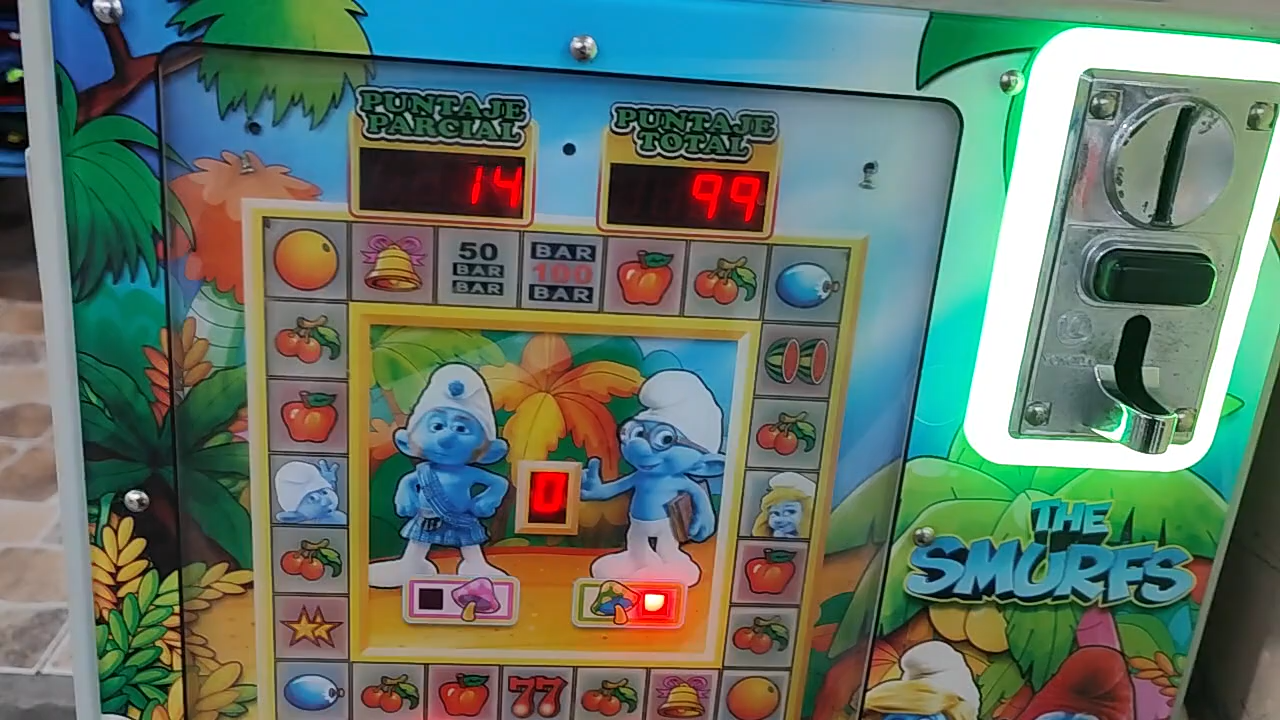 PUNTAJE
PARCIAL
14
PUNTAJE
TOTAL
99
50
BAR
BAR
BAR
100
BAR
0
THE
SMURFS
77